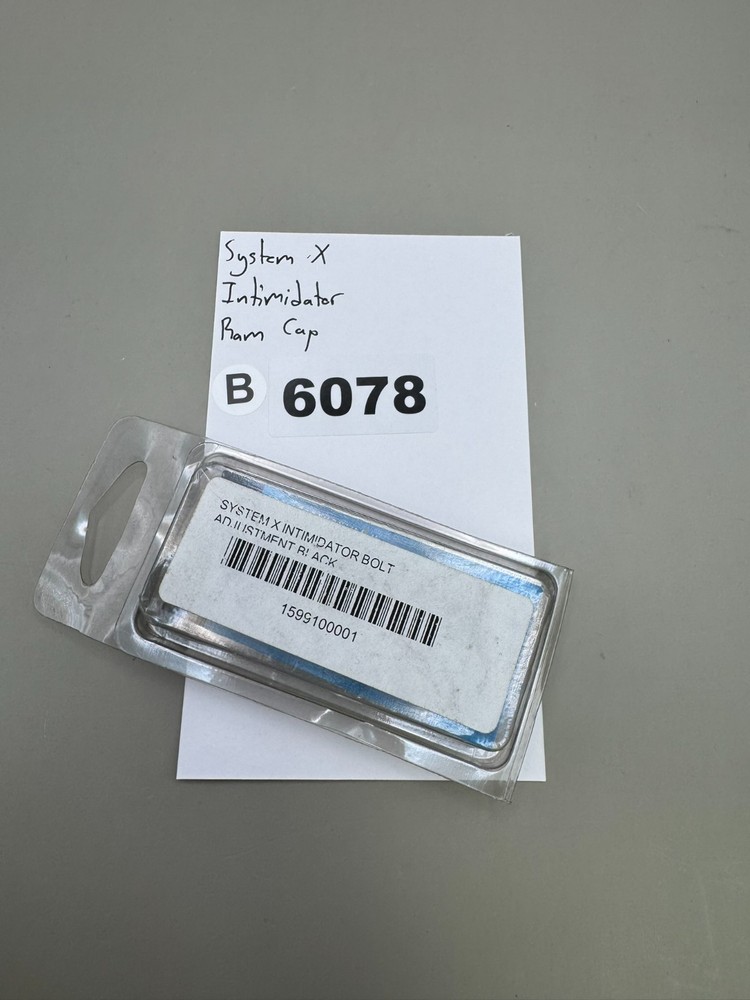 System X
Intimidator
Ram Cap
B 6078
SYSTEM X INTIMIDATOR BOLT
ADJUSTMENT BLACK
1599100001